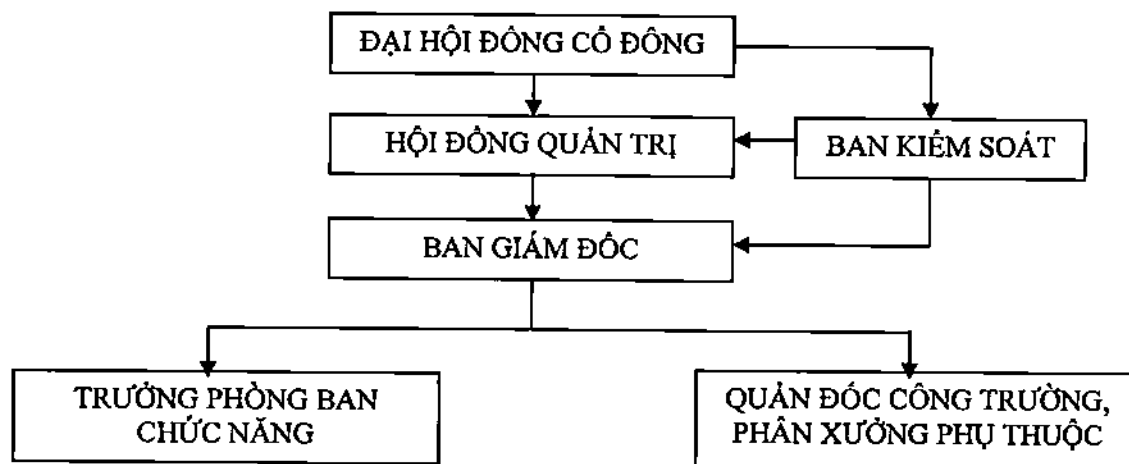 ĐẠI HỘI ĐỒNG CỔ ĐÔNG
HỘI ĐỒNG QUẢN TRỊ
BAN KIỂM SOÁT
BAN GIÁM ĐỐC
TRƯỞNG PHÒNG BAN
CHỨC NĂNG
QUẢN ĐỐC CÔNG TRƯỜNG,
PHÂN XƯỞNG PHỤ THUỘC